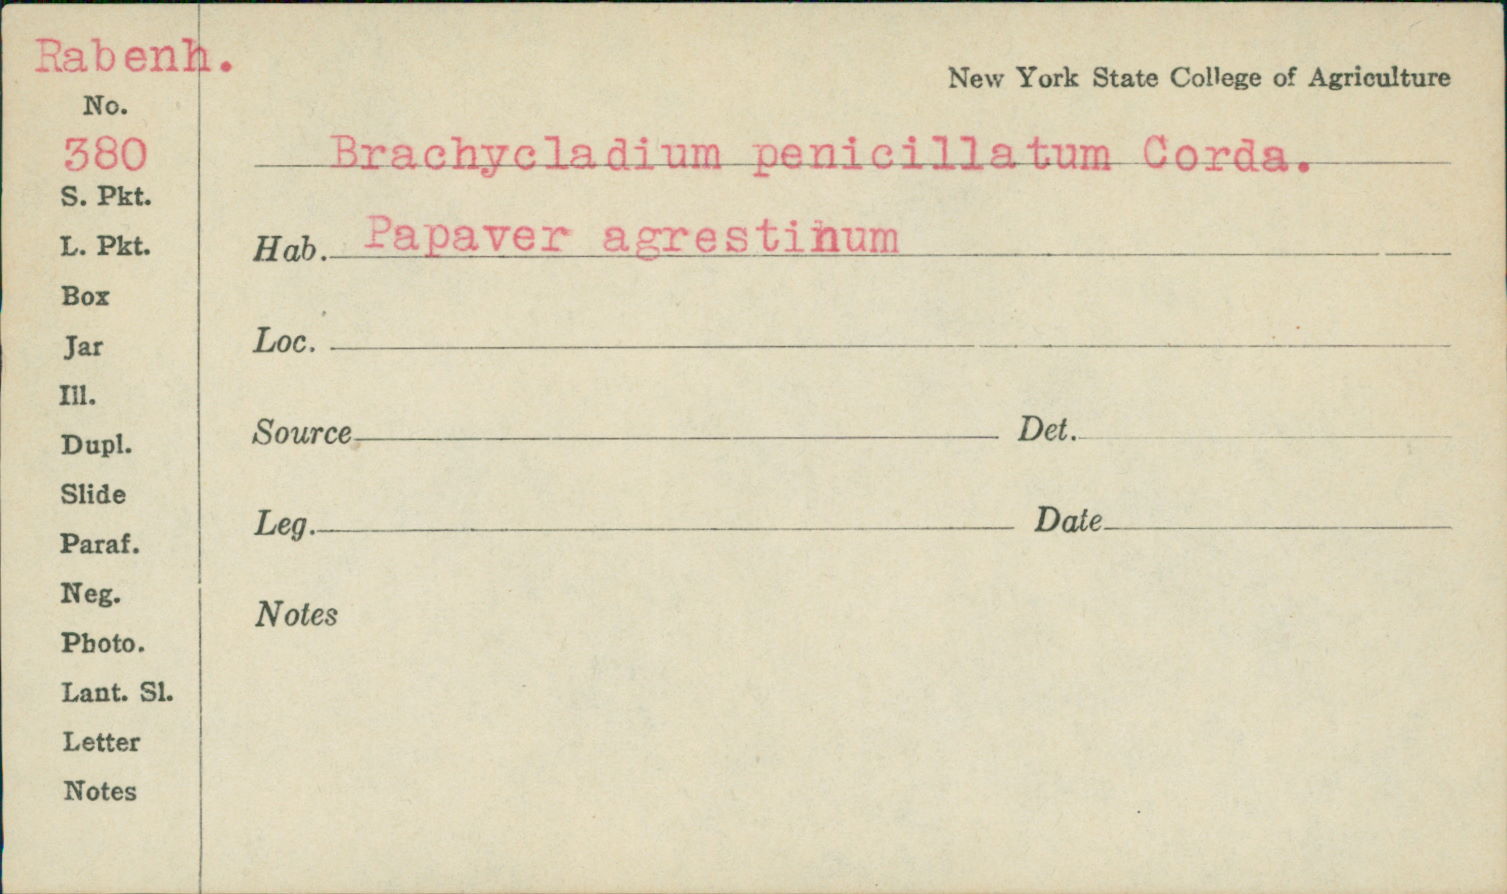 Rabenh.
New York State College of Agriculture
No.
380
Brachycladium penicillatum Corda.
S. Pkt.
L. Pkt.
Hab. Papaver agrestinum
Box
Jar
Loc.
Ill.
Dupl.
Source Det.
Slide
Paraf.
Leg. Date
Neg.
Notes
Photo.
Lant. Sl.
Letter
Notes